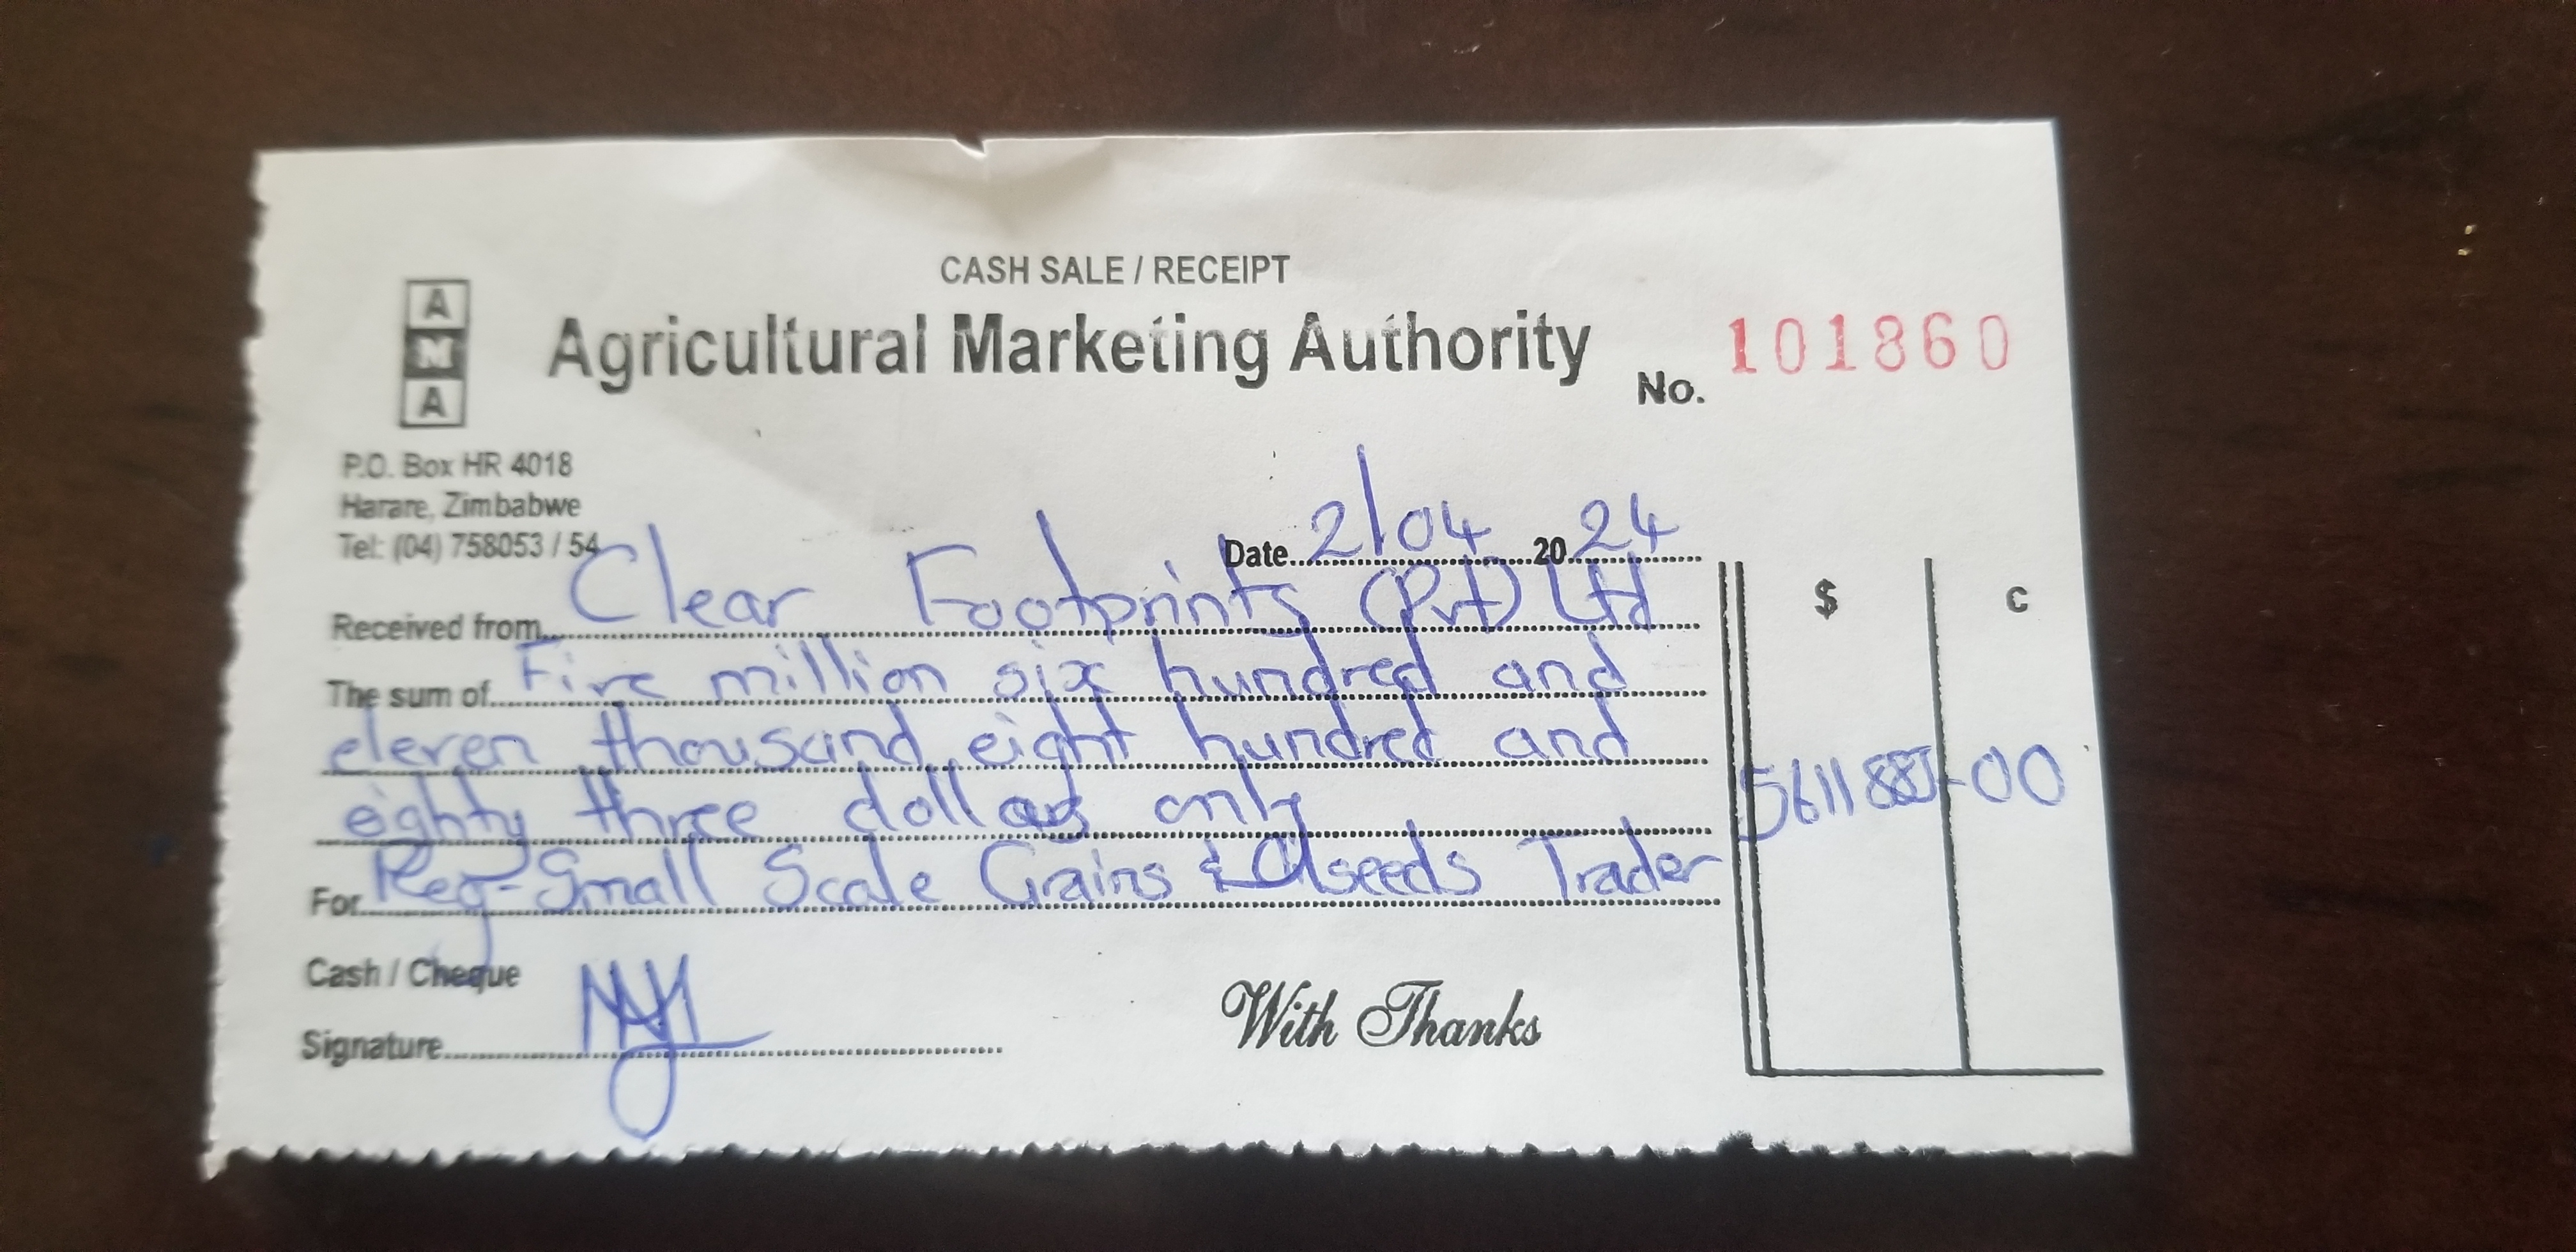 CASH SALE / RECEIPT
A
M
A
Agricultural Marketing Authority
No. 101860
P.O. Box HR 4018
Harare, Zimbabwe
Tel: (04) 758053 / 54
Date 2/04 20 24
$ c
Received from Clear Footprints (Pvt) Ltd
The sum of Five million six hundred and
eleven thousand eight hundred and
eighty three dollars only
5611883-00
For Reg-Small Scale Grains & Oilseeds Trader
Cash / Cheque
Signature
With Thanks